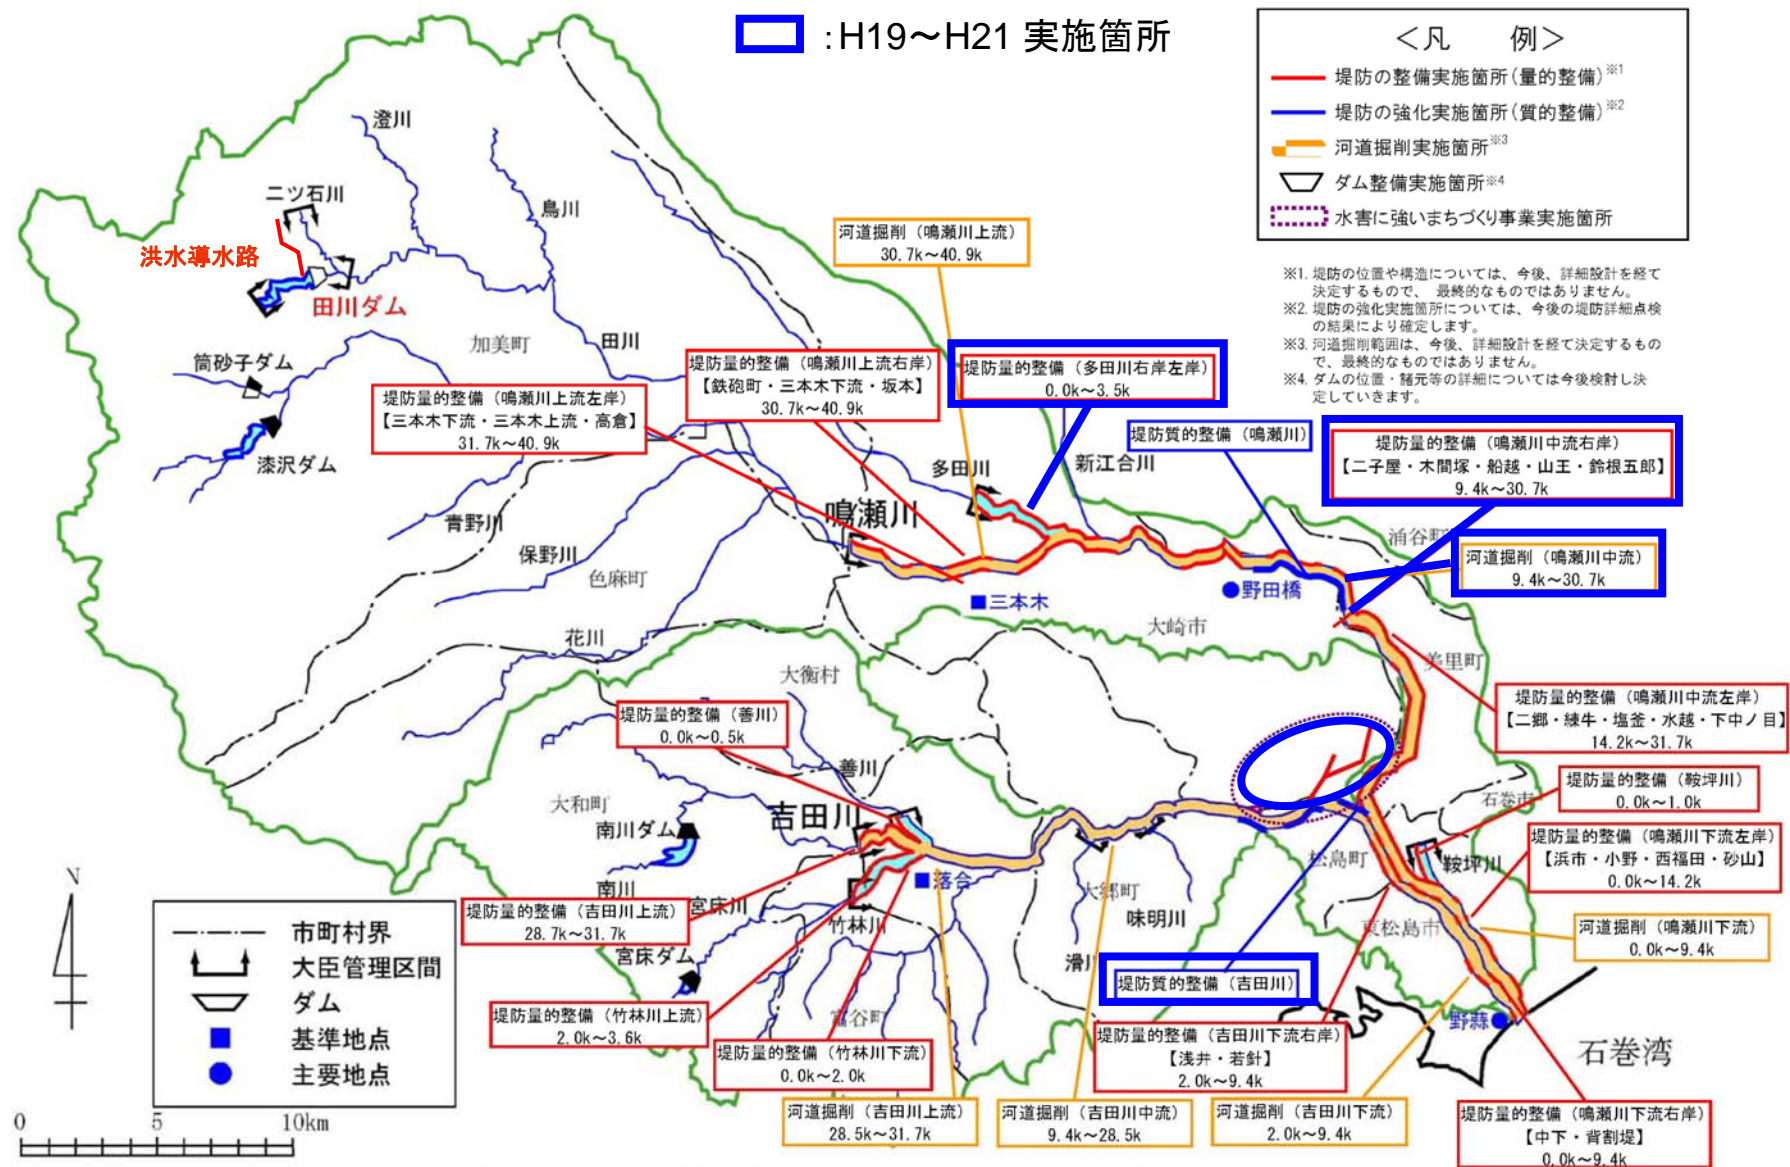 ：H19～H21 実施箇所
＜凡　例＞
堤防の整備実施箇所(量的整備)※1
堤防の強化実施箇所(質的整備)※2
河道掘削実施箇所※3
ダム整備実施箇所※4
水害に強いまちづくり事業実施箇所
※1. 堤防の位置や構造については、今後、詳細設計を経て
決定するもので、最終的なものではありません。
※2. 堤防の強化実施箇所については、今後の堤防詳細点検
の結果により確定します。
※3. 河道掘削範囲は、今後、詳細設計を経て決定するもの
で、最終的なものではありません。
※4. ダムの位置・諸元等の詳細については今後検討し決
定していきます。
澄川
二ツ石川
鳥川
洪水導水路
田川ダム
加美町
田川
筒砂子ダム
漆沢ダム
青野川
保野川
色麻町
花川
河道掘削（鳴瀬川上流）
30.7k～40.9k
堤防量的整備（鳴瀬川上流右岸）
【鉄砲町・三本木下流・坂本】
30.7k～40.9k
堤防量的整備（鳴瀬川上流左岸）
【三本木下流・三本木上流・高倉】
31.7k～40.9k
堤防量的整備（多田川右岸左岸）
0.0k～3.5k
堤防質的整備（鳴瀬川）
堤防量的整備（鳴瀬川中流右岸）
【二子屋・木間塚・船越・山王・鈴根五郎】
9.4k～30.7k
多田川
新江合川
鳴瀬川
涌谷町
河道掘削（鳴瀬川中流）
9.4k～30.7k
三本木
野田橋
大崎市
美里町
大衡村
堤防量的整備（善川）
0.0k～0.5k
善川
堤防量的整備（鳴瀬川中流左岸）
【二郷・練牛・塩釜・水越・下中ノ目】
14.2k～31.7k
堤防量的整備（鞍坪川）
0.0k～1.0k
石巻市
大和町
南川ダム
吉田川
堤防量的整備（鳴瀬川下流左岸）
【浜市・小野・西福田・砂山】
0.0k～14.2k
松島町
鞍坪川
落合
大郷町
南川
宮床川
竹林川
味明川
東松島市
堤防量的整備（吉田川上流）
28.7k～31.7k
河道掘削（鳴瀬川下流）
0.0k～9.4k
宮床ダム
滑川
堤防質的整備（吉田川）
堤防量的整備（竹林川上流）
2.0k～3.6k
富谷町
野蒜
堤防量的整備（竹林川下流）
0.0k～2.0k
堤防量的整備（吉田川下流右岸）
【浅井・若針】
2.0k～9.4k
石巻湾
河道掘削（吉田川上流）
28.5k～31.7k
河道掘削（吉田川中流）
9.4k～28.5k
河道掘削（吉田川下流）
2.0k～9.4k
堤防量的整備（鳴瀬川下流右岸）
【中下・背割堤】
0.0k～9.4k
N
市町村界
大臣管理区間
ダム
基準地点
主要地点
0 5 10km